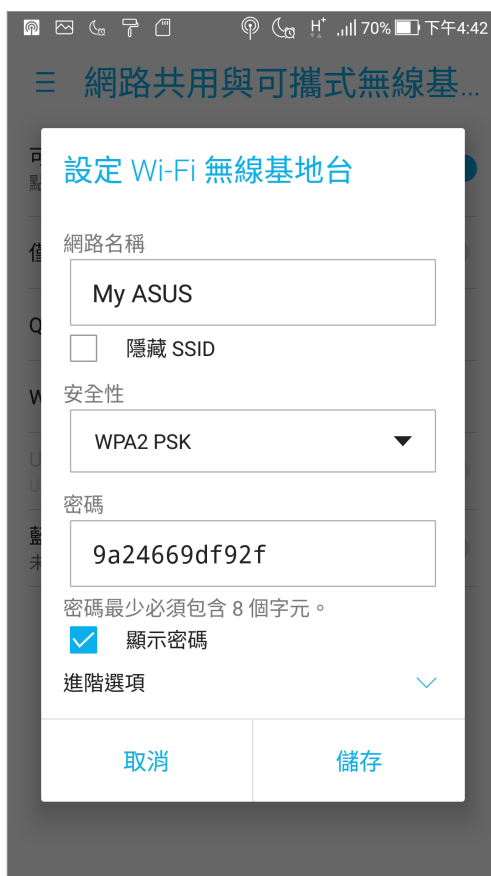 H+ 70% 下午4:42
網路共用與可攜式無線基...
設定 Wi-Fi 無線基地台
網路名稱
My ASUS
隱藏 SSID
安全性
WPA2 PSK
密碼
9a24669df92f
密碼最少必須包含 8 個字元。
顯示密碼
進階選項
取消
儲存